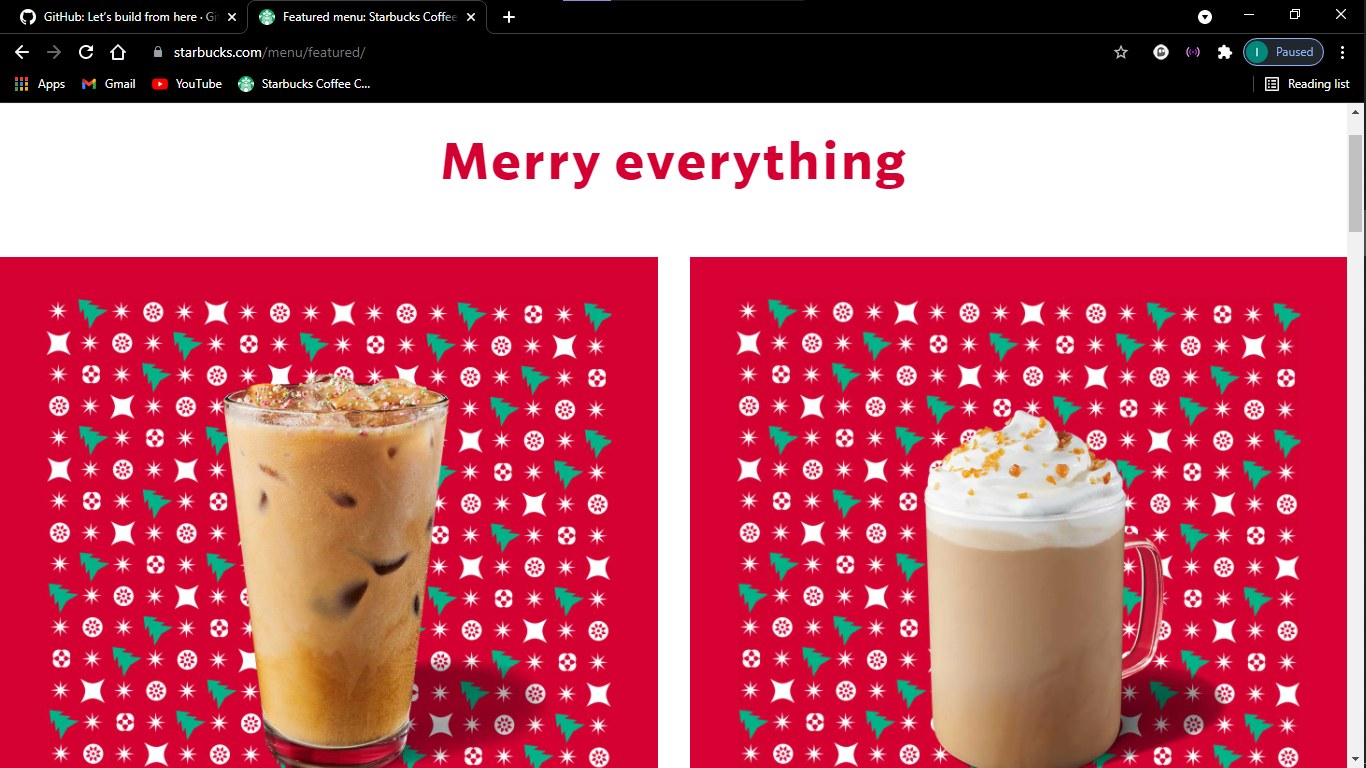 GitHub: Let's build from here · Gi
Featured menu: Starbucks Coffee
starbucks.com/menu/featured/
I
Paused
Apps
Gmail
YouTube
Starbucks Coffee C...
Reading list
Merry everything